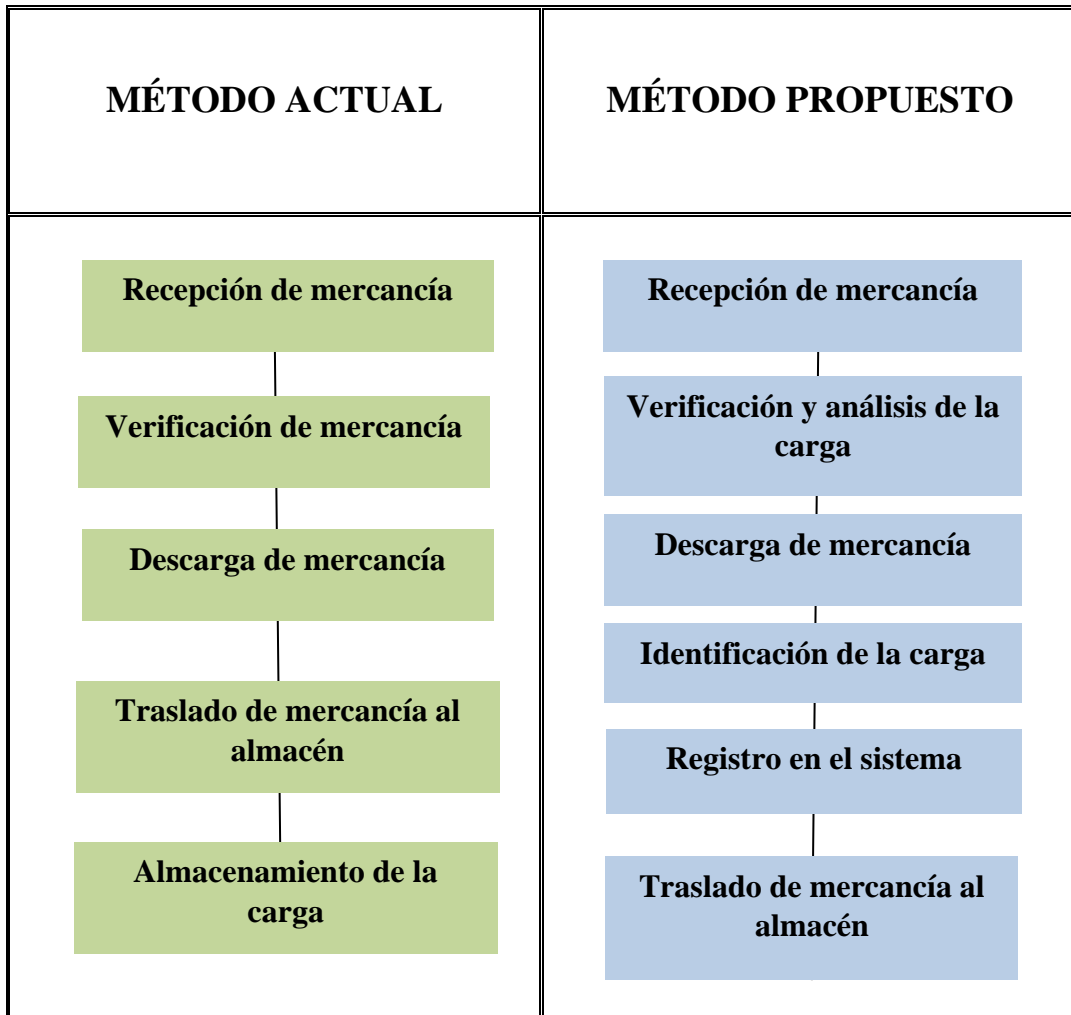 MÉTODO ACTUAL
MÉTODO PROPUESTO
Recepción de mercancía
Verificación de mercancía
Descarga de mercancía
Traslado de mercancía al
almacén
Almacenamiento de la
carga
Recepción de mercancía
Verificación y análisis de la
carga
Descarga de mercancía
Identificación de la carga
Registro en el sistema
Traslado de mercancía al
almacén